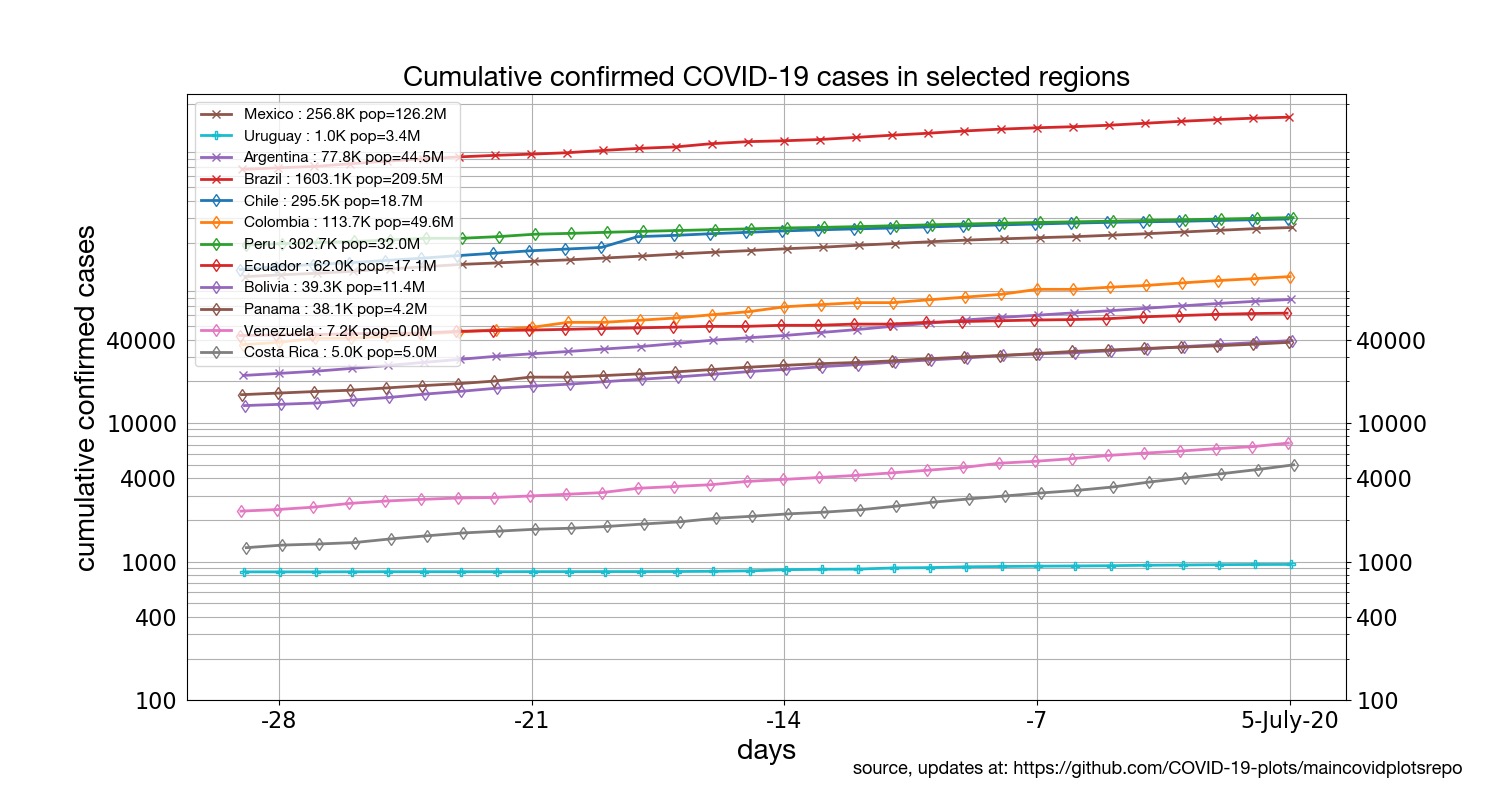 Cumulative confirmed COVID-19 cases in selected regions
Mexico : 256.8K pop=126.2M
Uruguay : 1.0K pop=3.4M
Argentina : 77.8K pop=44.5M
Brazil : 1603.1K pop=209.5M
Chile : 295.5K pop=18.7M
Colombia : 113.7K pop=49.6M
Peru : 302.7K pop=32.0M
Ecuador : 62.0K pop=17.1M
Bolivia : 39.3K pop=11.4M
Panama : 38.1K pop=4.2M
Venezuela : 7.2K pop=0.0M
Costa Rica : 5.0K pop=5.0M
cumulative confirmed cases
40000 40000
10000 10000
4000 4000
1000 1000
400 400
100 100
-28 -21 -14 -7 5-July-20
days
source, updates at: https://github.com/COVID-19-plots/maincovidplotsrepo